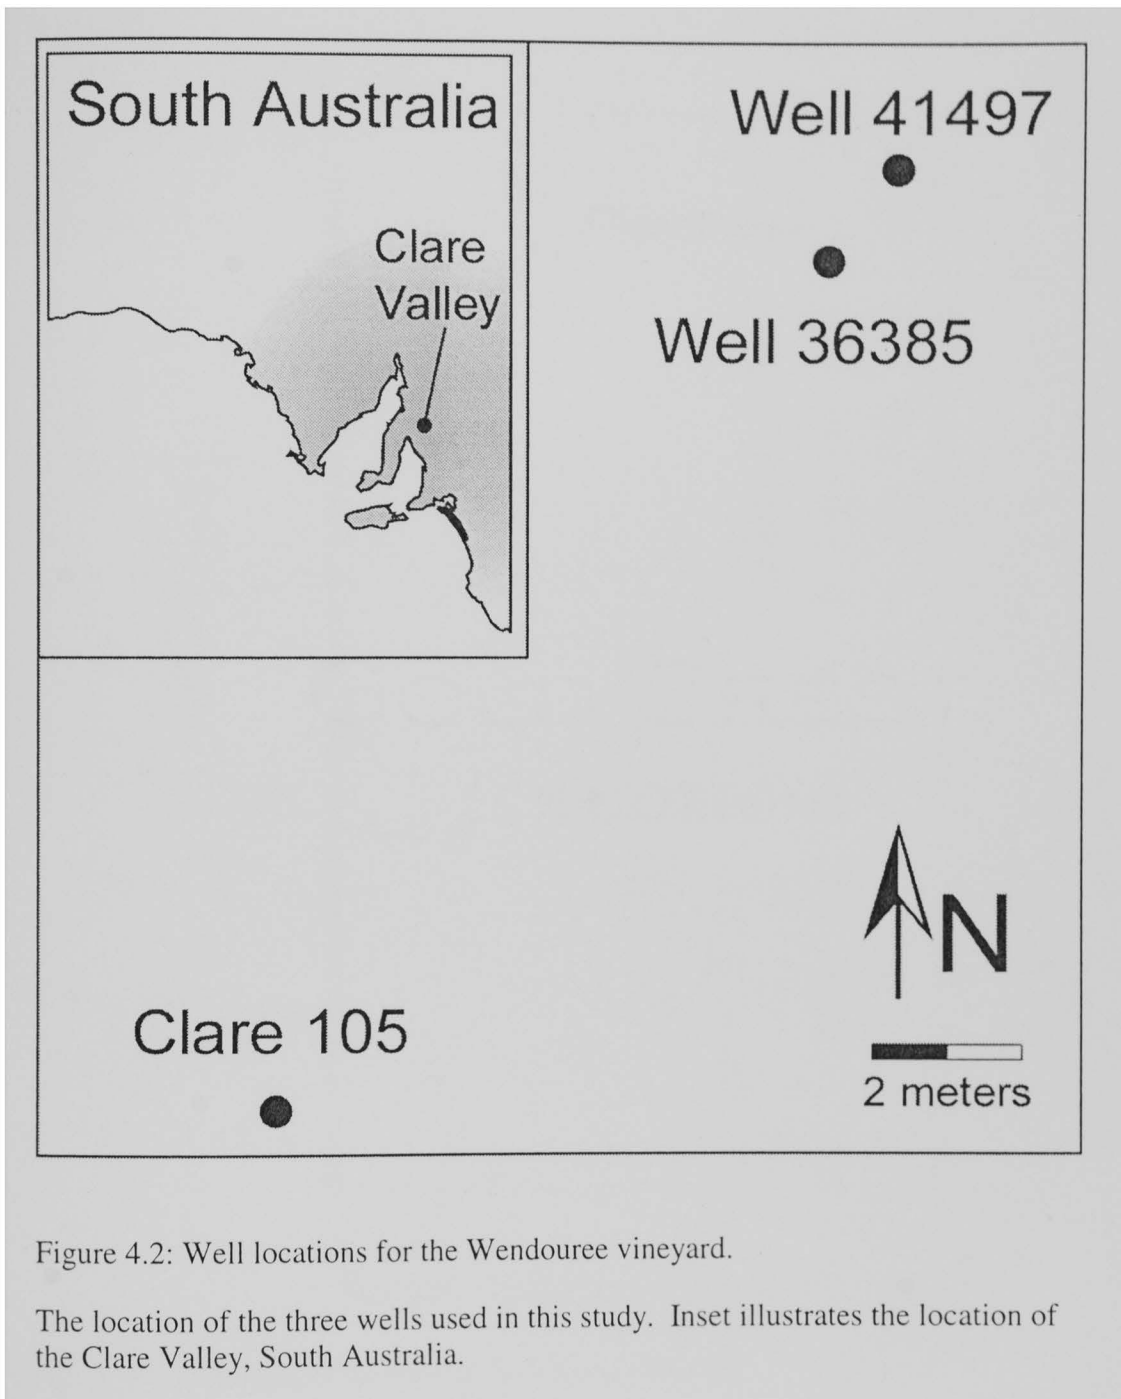 South Australia
Clare
Valley
Well 41497
Well 36385
Clare 105
N
2 meters
Figure 4.2: Well locations for the Wendouree vineyard.
The location of the three wells used in this study. Inset illustrates the location of
the Clare Valley, South Australia.